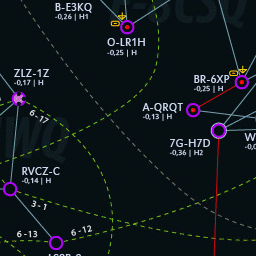 B-E3KQ
-0,26 | H1
O-LR1H
-0,25 | H
ZLZ-1Z
-0,17 | H
BR-6XP
-0,25 | H
A-QRQT
-0,13 | H
6-17
7G-H7D
-0,36 | H2
W
-0
RVCZ-C
-0,14 | H
3-1
6-13
6-12